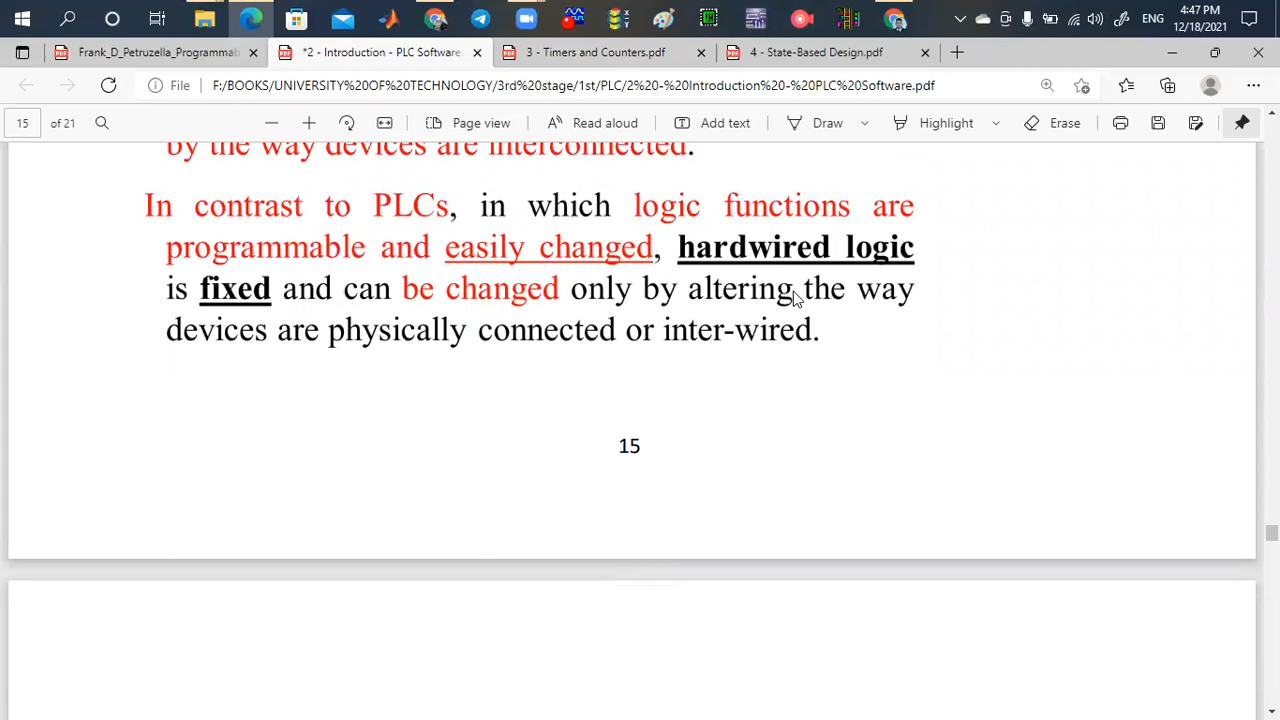 4:47 PM
ENG
12/18/2021
Frank_D_Petruzella_Programmab
*2 - Introduction - PLC Software
3 - Timers and Counters.pdf
4 - State-Based Design.pdf
File
F:/BOOKS/UNIVERSITY%20OF%20TECHNOLOGY/3rd%20stage/1st/PLC/2%20-%20Introduction%20-%20PLC%20Software.pdf
15 of 21
Page view
Read aloud
Add text
Draw
Highlight
Erase
by the way devices are interconnected.
In contrast to PLCs, in which logic functions are
programmable and easily changed, hardwired logic
is fixed and can be changed only by altering the way
devices are physically connected or inter-wired.
15